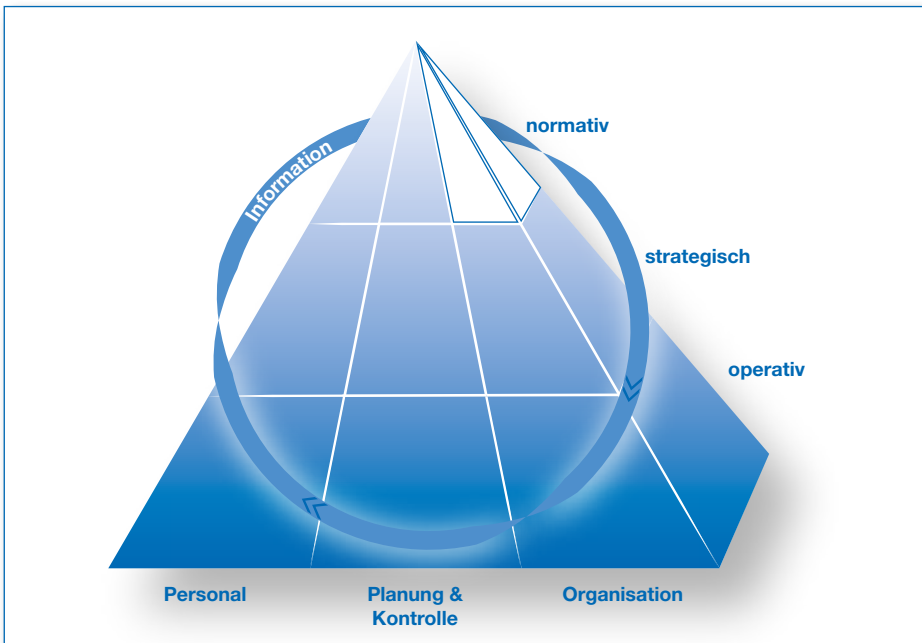 normativ
Information
strategisch
operativ
Personal
Planung &
Kontrolle
Organisation